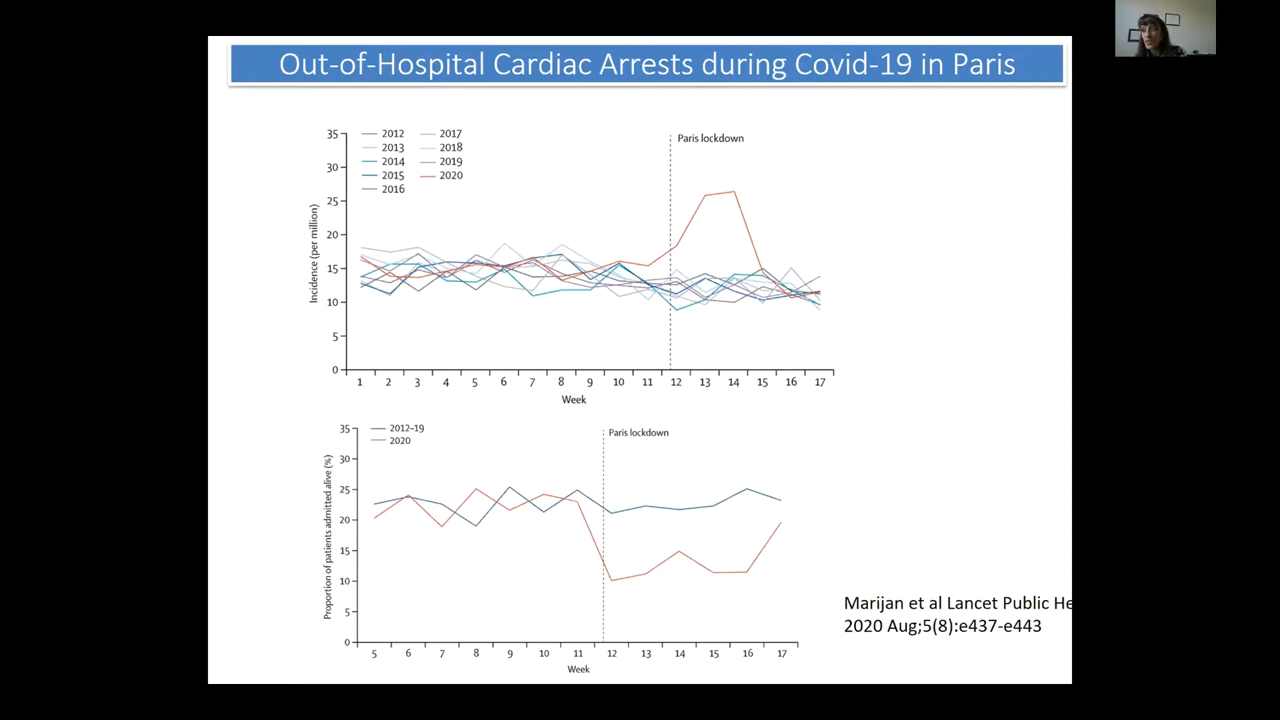 Out-of-Hospital Cardiac Arrests during Covid-19 in Paris
2012
2013
2014
2015
2016
2017
2018
2019
2020
Paris lockdown
Incidence (per million)
35
30
25
20
15
10
5
0
1 2 3 4 5 6 7 8 9 10 11 12 13 14 15 16 17
Week
2012–19
2020
Paris lockdown
Proportion of patients admitted alive (%)
35
30
25
20
15
10
5
0
5 6 7 8 9 10 11 12 13 14 15 16 17
Week
Marijan et al Lancet Public He
2020 Aug;5(8):e437-e443